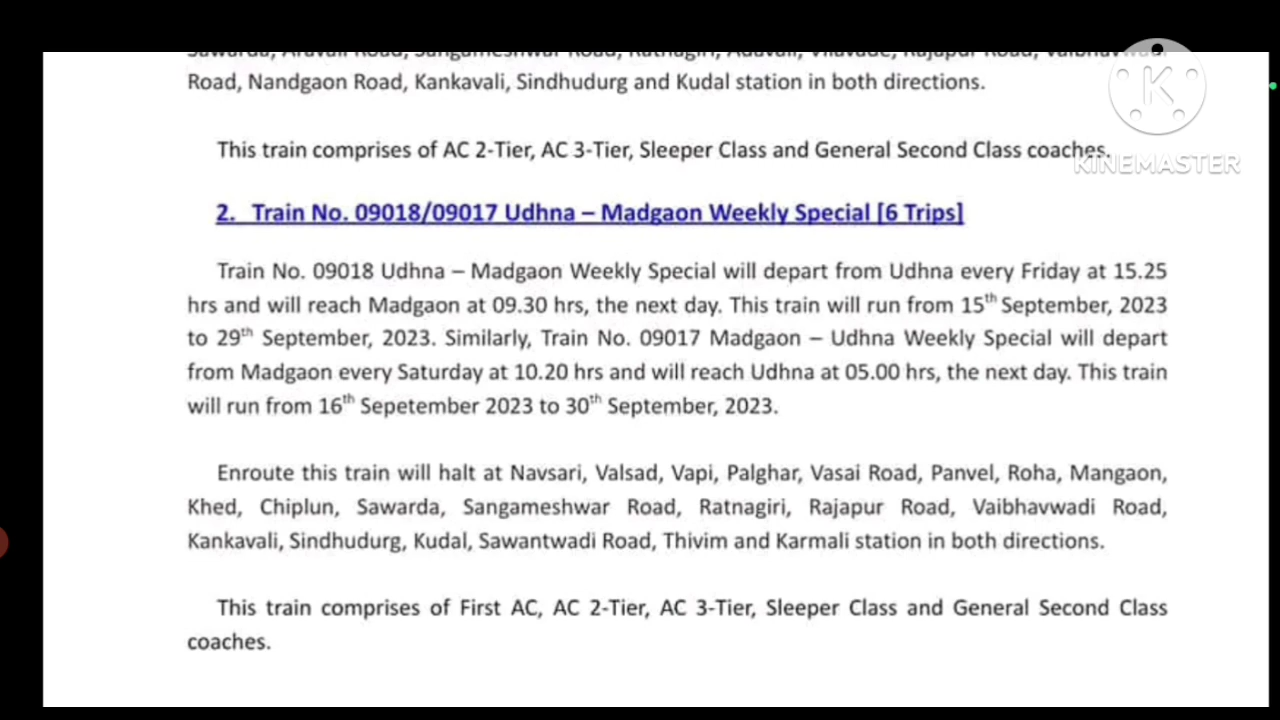 Road, Nandgaon Road, Kankavali, Sindhudurg and Kudal station in both directions.
This train comprises of AC 2-Tier, AC 3-Tier, Sleeper Class and General Second Class coaches.
K
KINEMASTER
2. Train No. 09018/09017 Udhna – Madgaon Weekly Special [6 Trips]
Train No. 09018 Udhna – Madgaon Weekly Special will depart from Udhna every Friday at 15.25
hrs and will reach Madgaon at 09.30 hrs, the next day. This train will run from 15th September, 2023
to 29th September, 2023. Similarly, Train No. 09017 Madgaon – Udhna Weekly Special will depart
from Madgaon every Saturday at 10.20 hrs and will reach Udhna at 05.00 hrs, the next day. This train
will run from 16th Sepetember 2023 to 30th September, 2023.
Enroute this train will halt at Navsari, Valsad, Vapi, Palghar, Vasai Road, Panvel, Roha, Mangaon,
Khed, Chiplun, Sawarda, Sangameshwar Road, Ratnagiri, Rajapur Road, Vaibhavwadi Road,
Kankavali, Sindhudurg, Kudal, Sawantwadi Road, Thivim and Karmali station in both directions.
This train comprises of First AC, AC 2-Tier, AC 3-Tier, Sleeper Class and General Second Class
coaches.